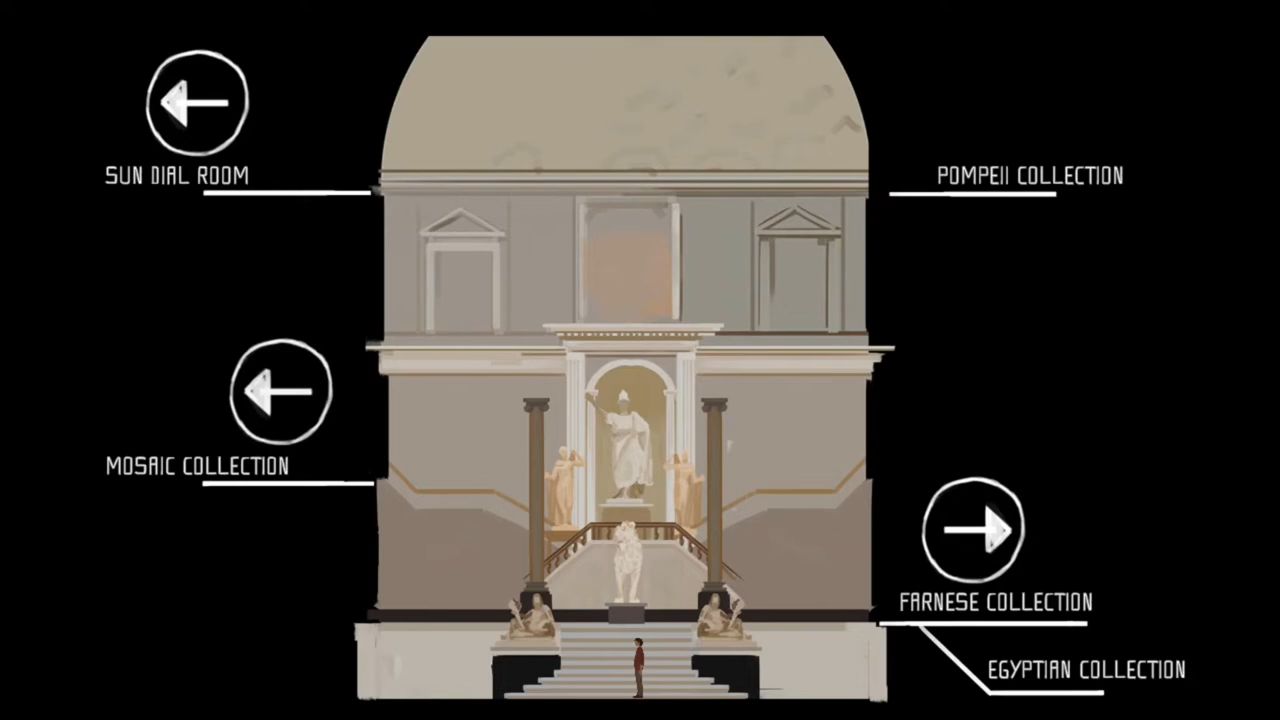 SUN DIAL ROOM
POMPEII COLLECTION
MOSAIC COLLECTION
FARNESE COLLECTION
EGYPTIAN COLLECTION